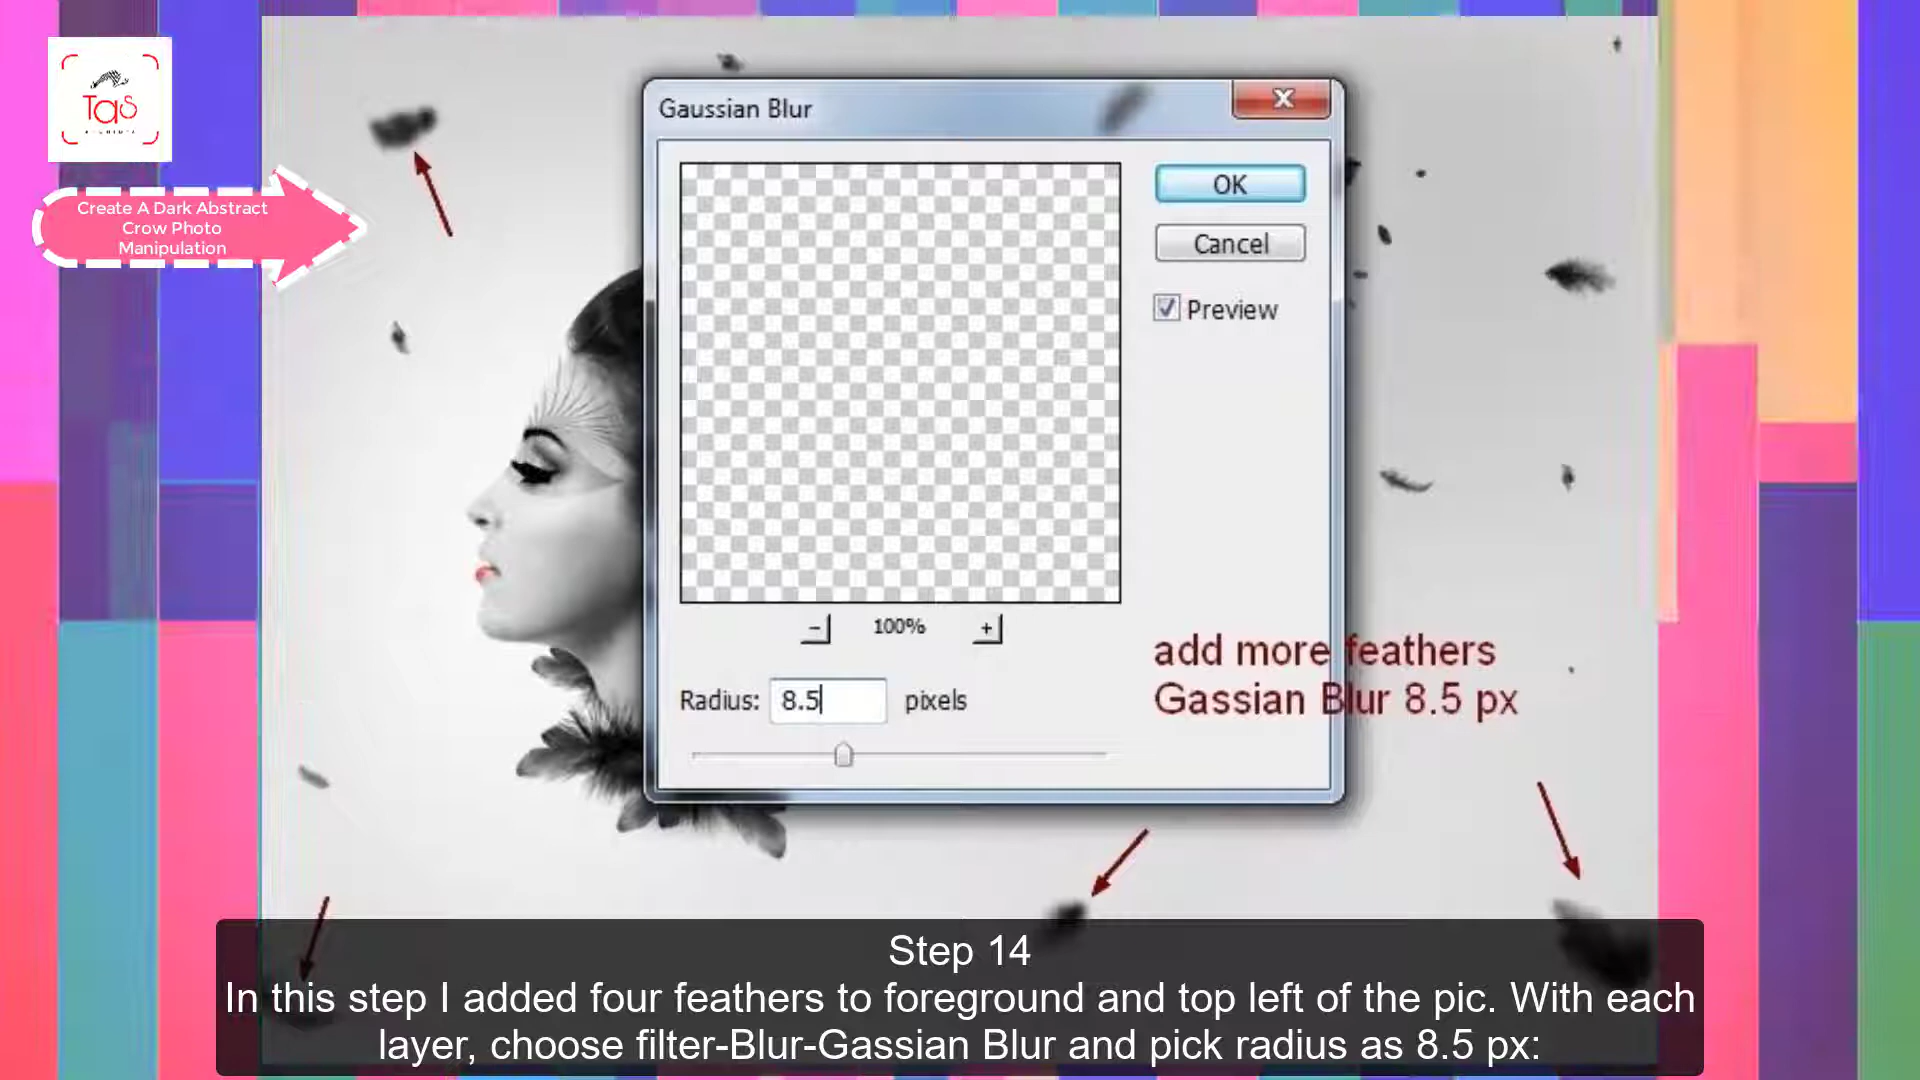 TaS
Create A Dark Abstract
Crow Photo
Manipulation
Gaussian Blur
OK
Cancel
Preview
100%
Radius: 8.5 pixels
add more feathers
Gassian Blur 8.5 px
Step 14
In this step I added four feathers to foreground and top left of the pic. With each
layer, choose filter-Blur-Gassian Blur and pick radius as 8.5 px: